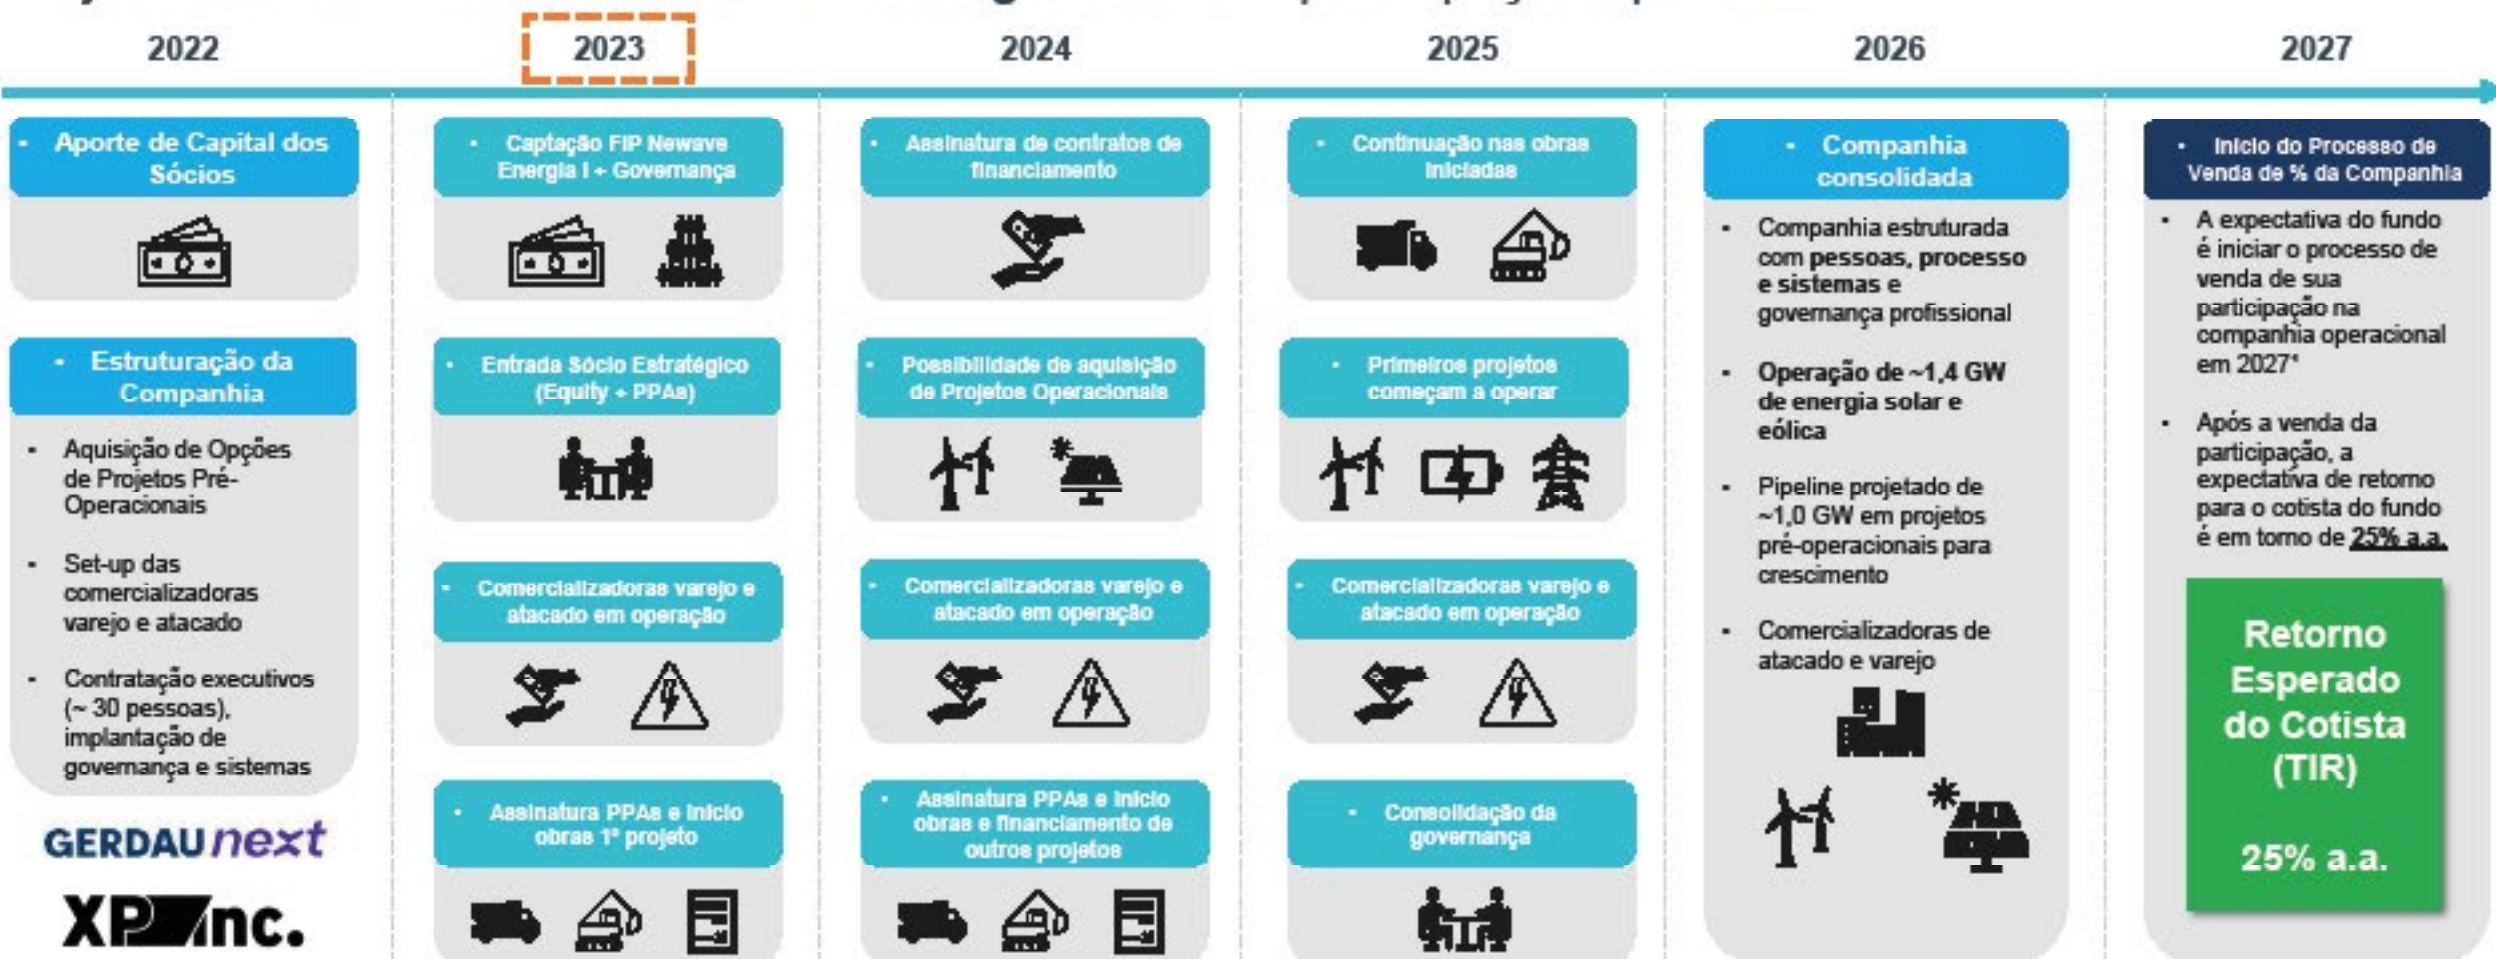 2022
2023
2024
2025
2026
2027
- Aporte de Capital dos
Sócios
- Estruturação da
Companhia
- Aquisição de Opções
de Projetos Pré-
Operacionais
- Set-up das
comercializadoras
varejo e atacado
- Contratação executivos
(~ 30 pessoas),
implantação de
governança e sistemas
GERDAU next
XP inc.
- Captação FIP Newave
Energia I + Governança
- Entrada Sócio Estratégico
(Equity + PPAs)
- Comercializadoras varejo e
atacado em operação
- Assinatura PPAs e início
obras 1º projeto
- Assinatura de contratos de
financiamento
- Possibilidade de aquisição
de Projetos Operacionais
- Comercializadoras varejo e
atacado em operação
- Assinatura PPAs e início
obras e financiamento de
outros projetos
- Continuação nas obras
iniciadas
- Primeiros projetos
começam a operar
- Comercializadoras varejo e
atacado em operação
- Consolidação da
governança
- Companhia
consolidada
- Companhia estruturada
com pessoas, processo
e sistemas e
governança profissional
- Operação de ~1,4 GW
de energia solar e
eólica
- Pipeline projetado de
~1,0 GW em projetos
pré-operacionais para
crescimento
- Comercializadoras de
atacado e varejo
- Início do Processo de
Venda de % da Companhia
- A expectativa do fundo
é iniciar o processo de
venda de sua
participação na
companhia operacional
em 2027*
- Após a venda da
participação, a
expectativa de retorno
para o cotista do fundo
é em torno de 25% a.a.
Retorno
Esperado
do Cotista
(TIR)
25% a.a.